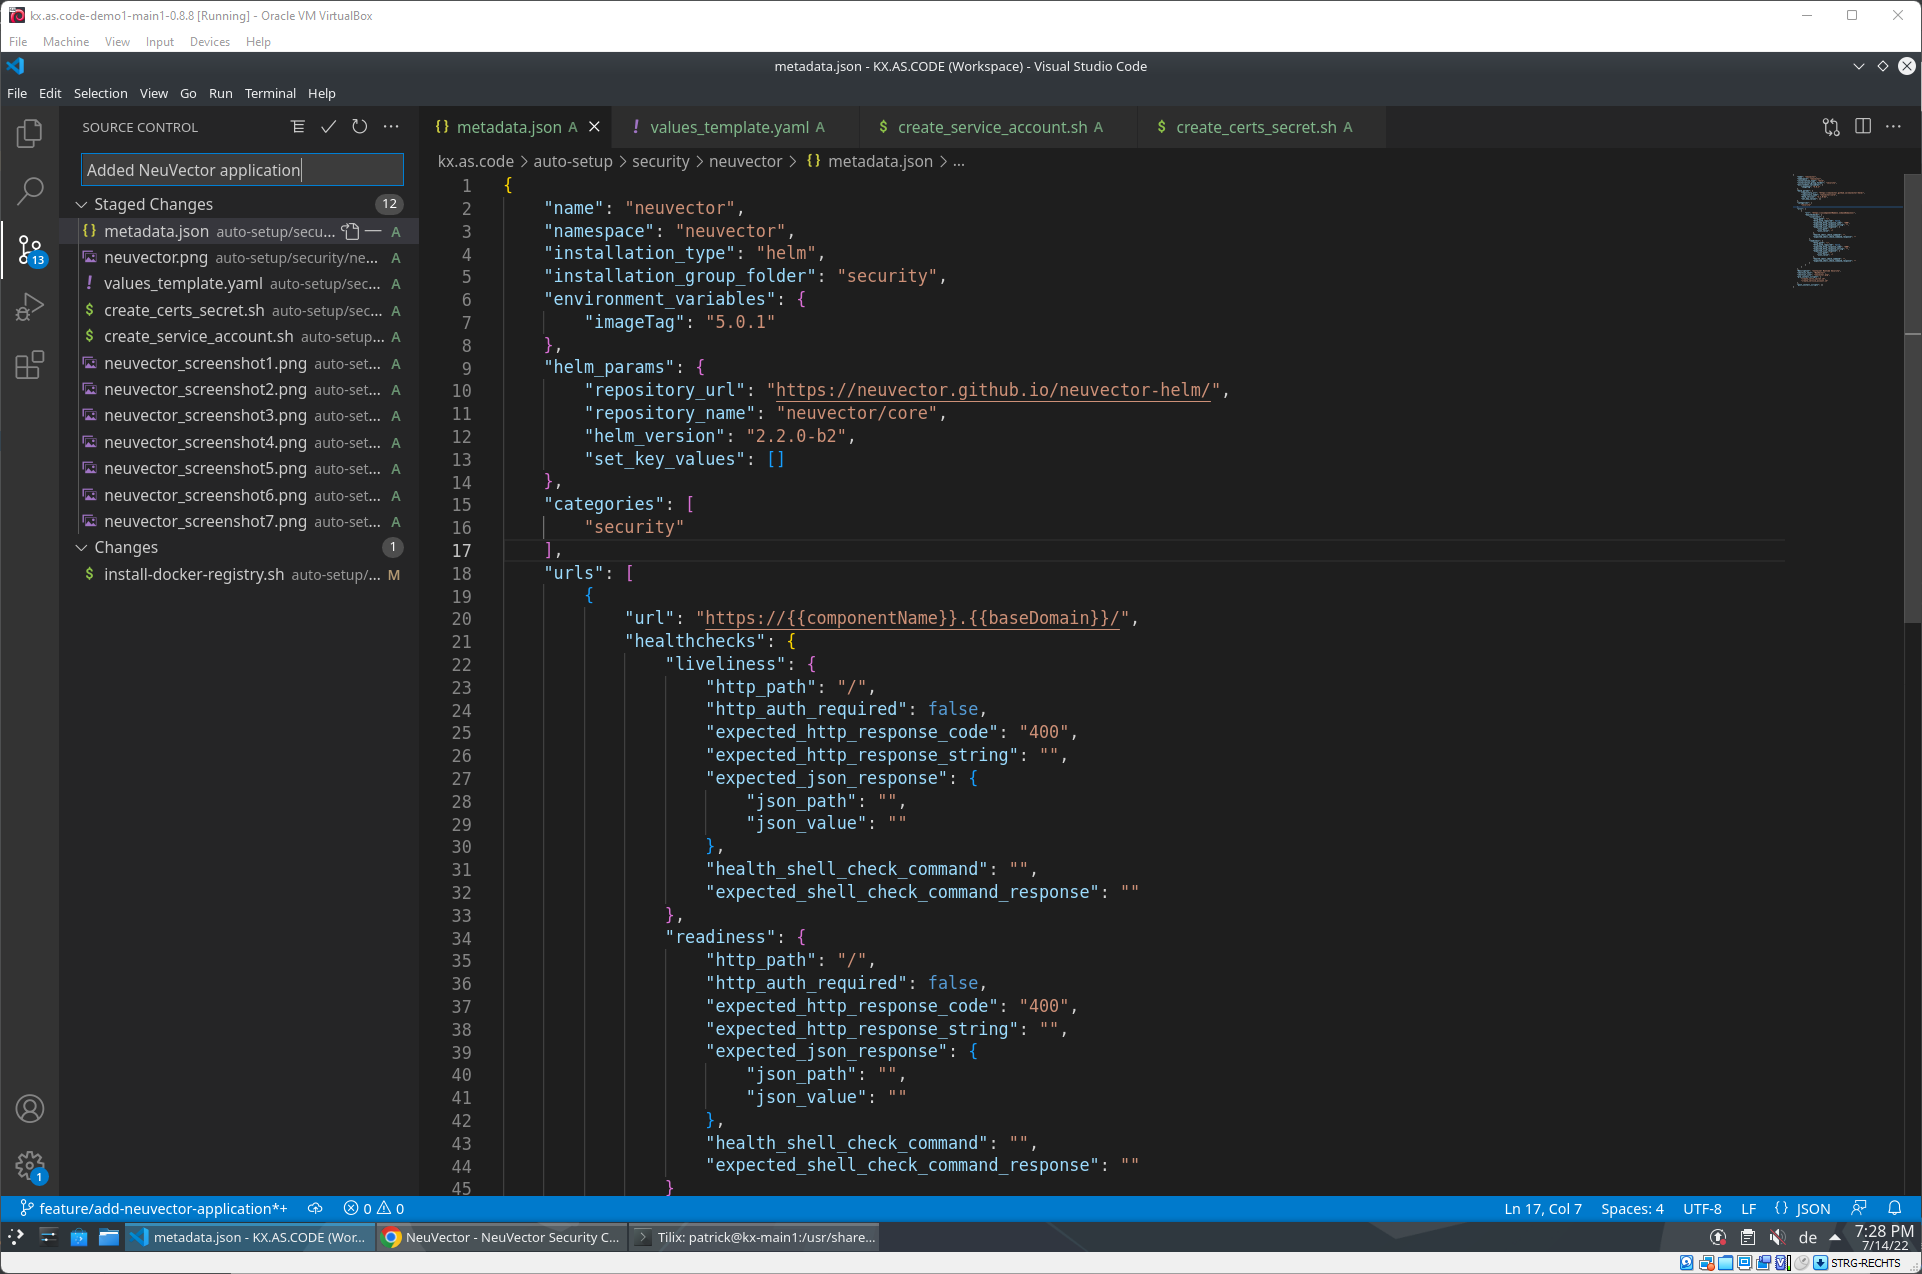 kx.as.code-demo1-main1-0.8.8 [Running] - Oracle VM VirtualBox
File Machine View Input Devices Help
metadata.json - KX.AS.CODE (Workspace) - Visual Studio Code
File Edit Selection View Go Run Terminal Help
SOURCE CONTROL
Added NeuVector application
Staged Changes 12
metadata.json auto-setup/secu... A
neuvector.png auto-setup/security/ne... A
values_template.yaml auto-setup/sec... A
create_certs_secret.sh auto-setup/sec... A
create_service_account.sh auto-setup... A
neuvector_screenshot1.png auto-set... A
neuvector_screenshot2.png auto-set... A
neuvector_screenshot3.png auto-set... A
neuvector_screenshot4.png auto-set... A
neuvector_screenshot5.png auto-set... A
neuvector_screenshot6.png auto-set... A
neuvector_screenshot7.png auto-set... A
Changes 1
install-docker-registry.sh auto-setup/... M
13
1
metadata.json A values_template.yaml A create_service_account.sh A create_certs_secret.sh A
kx.as.code > auto-setup > security > neuvector > {} metadata.json > ...
1 {
2 "name": "neuvector",
3 "namespace": "neuvector",
4 "installation_type": "helm",
5 "installation_group_folder": "security",
6 "environment_variables": {
7 "imageTag": "5.0.1"
8 },
9 "helm_params": {
10 "repository_url": "https://neuvector.github.io/neuvector-helm/",
11 "repository_name": "neuvector/core",
12 "helm_version": "2.2.0-b2",
13 "set_key_values": []
14 },
15 "categories": [
16 "security"
17 ],
18 "urls": [
19 {
20 "url": "https://{{componentName}}.{{baseDomain}}/",
21 "healthchecks": {
22 "liveliness": {
23 "http_path": "/",
24 "http_auth_required": false,
25 "expected_http_response_code": "400",
26 "expected_http_response_string": "",
27 "expected_json_response": {
28 "json_path": "",
29 "json_value": ""
30 },
31 "health_shell_check_command": "",
32 "expected_shell_check_command_response": ""
33 },
34 "readiness": {
35 "http_path": "/",
36 "http_auth_required": false,
37 "expected_http_response_code": "400",
38 "expected_http_response_string": "",
39 "expected_json_response": {
40 "json_path": "",
41 "json_value": ""
42 },
43 "health_shell_check_command": "",
44 "expected_shell_check_command_response": ""
45 }
feature/add-neuvector-application*+ 0 0 Ln 17, Col 7 Spaces: 4 UTF-8 LF {} JSON
metadata.json - KX.AS.CODE (Wor... NeuVector - NeuVector Security C... Tilix: patrick@kx-main1:/usr/share... de 7:28 PM
7/14/22
STRG-RECHTS